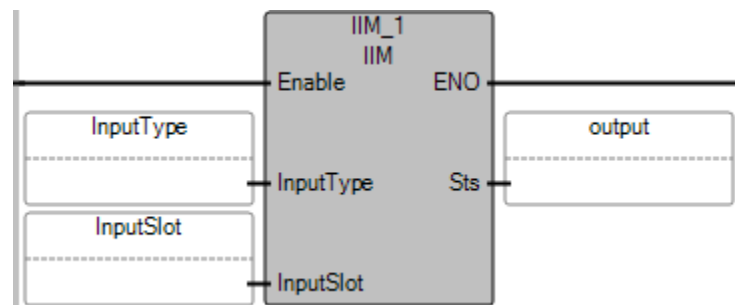 IIM_1
IIM
Enable ENO
InputType output
InputType Sts
InputSlot
InputSlot